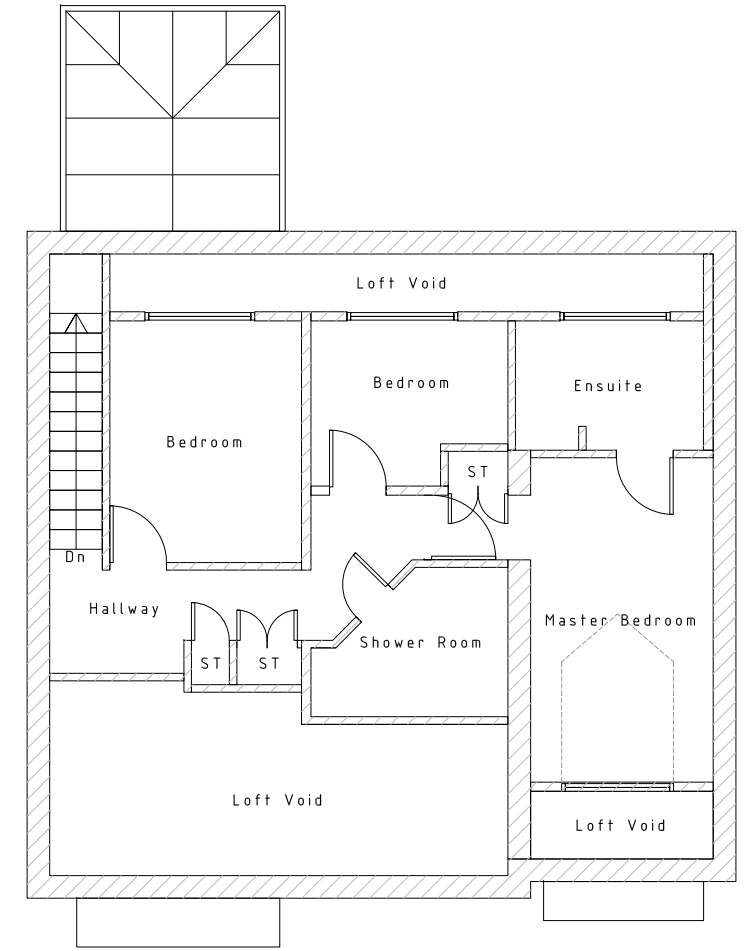 Loft Void
Bedroom
Ensuite
Bedroom
ST
Dn
Hallway
Master Bedroom
Shower Room
ST
ST
Loft Void
Loft Void